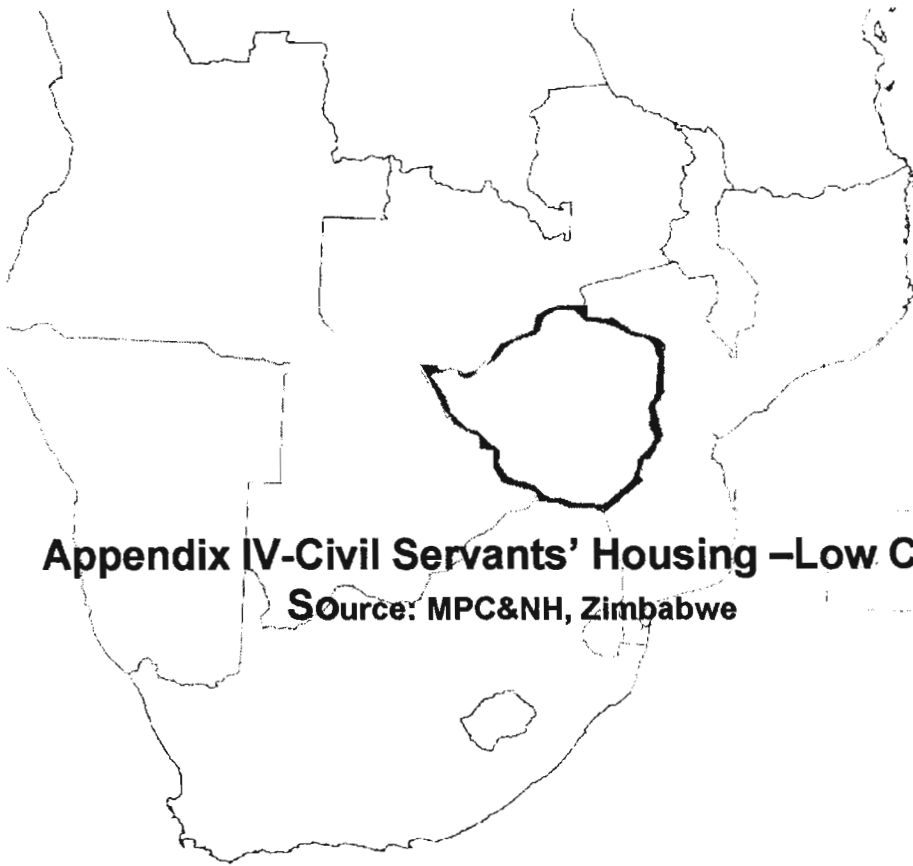 Appendix IV-Civil Servants’ Housing –Low C
Source: MPC&NH, Zimbabwe